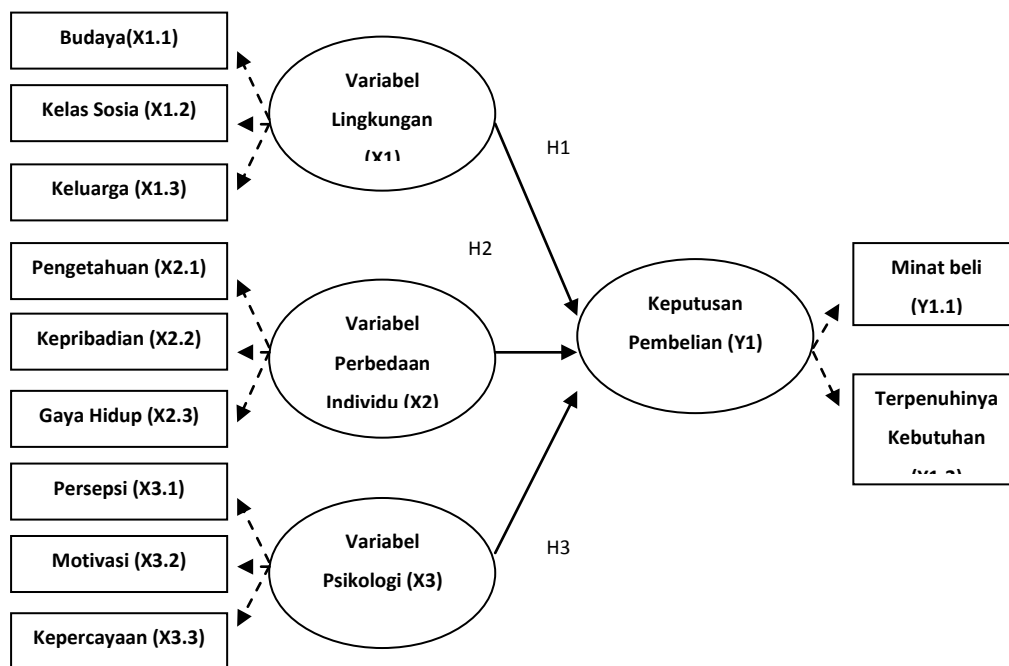 Budaya(X1.1)
Kelas Sosia (X1.2)
Keluarga (X1.3)
Variabel
Lingkungan
(X1)
H1
Pengetahuan (X2.1)
Kepribadian (X2.2)
Gaya Hidup (X2.3)
Variabel
Perbedaan
Individu (X2)
H2
Persepsi (X3.1)
Motivasi (X3.2)
Kepercayaan (X3.3)
Variabel
Psikologi (X3)
H3
Keputusan
Pembelian (Y1)
Minat beli
(Y1.1)
Terpenuhinya
Kebutuhan